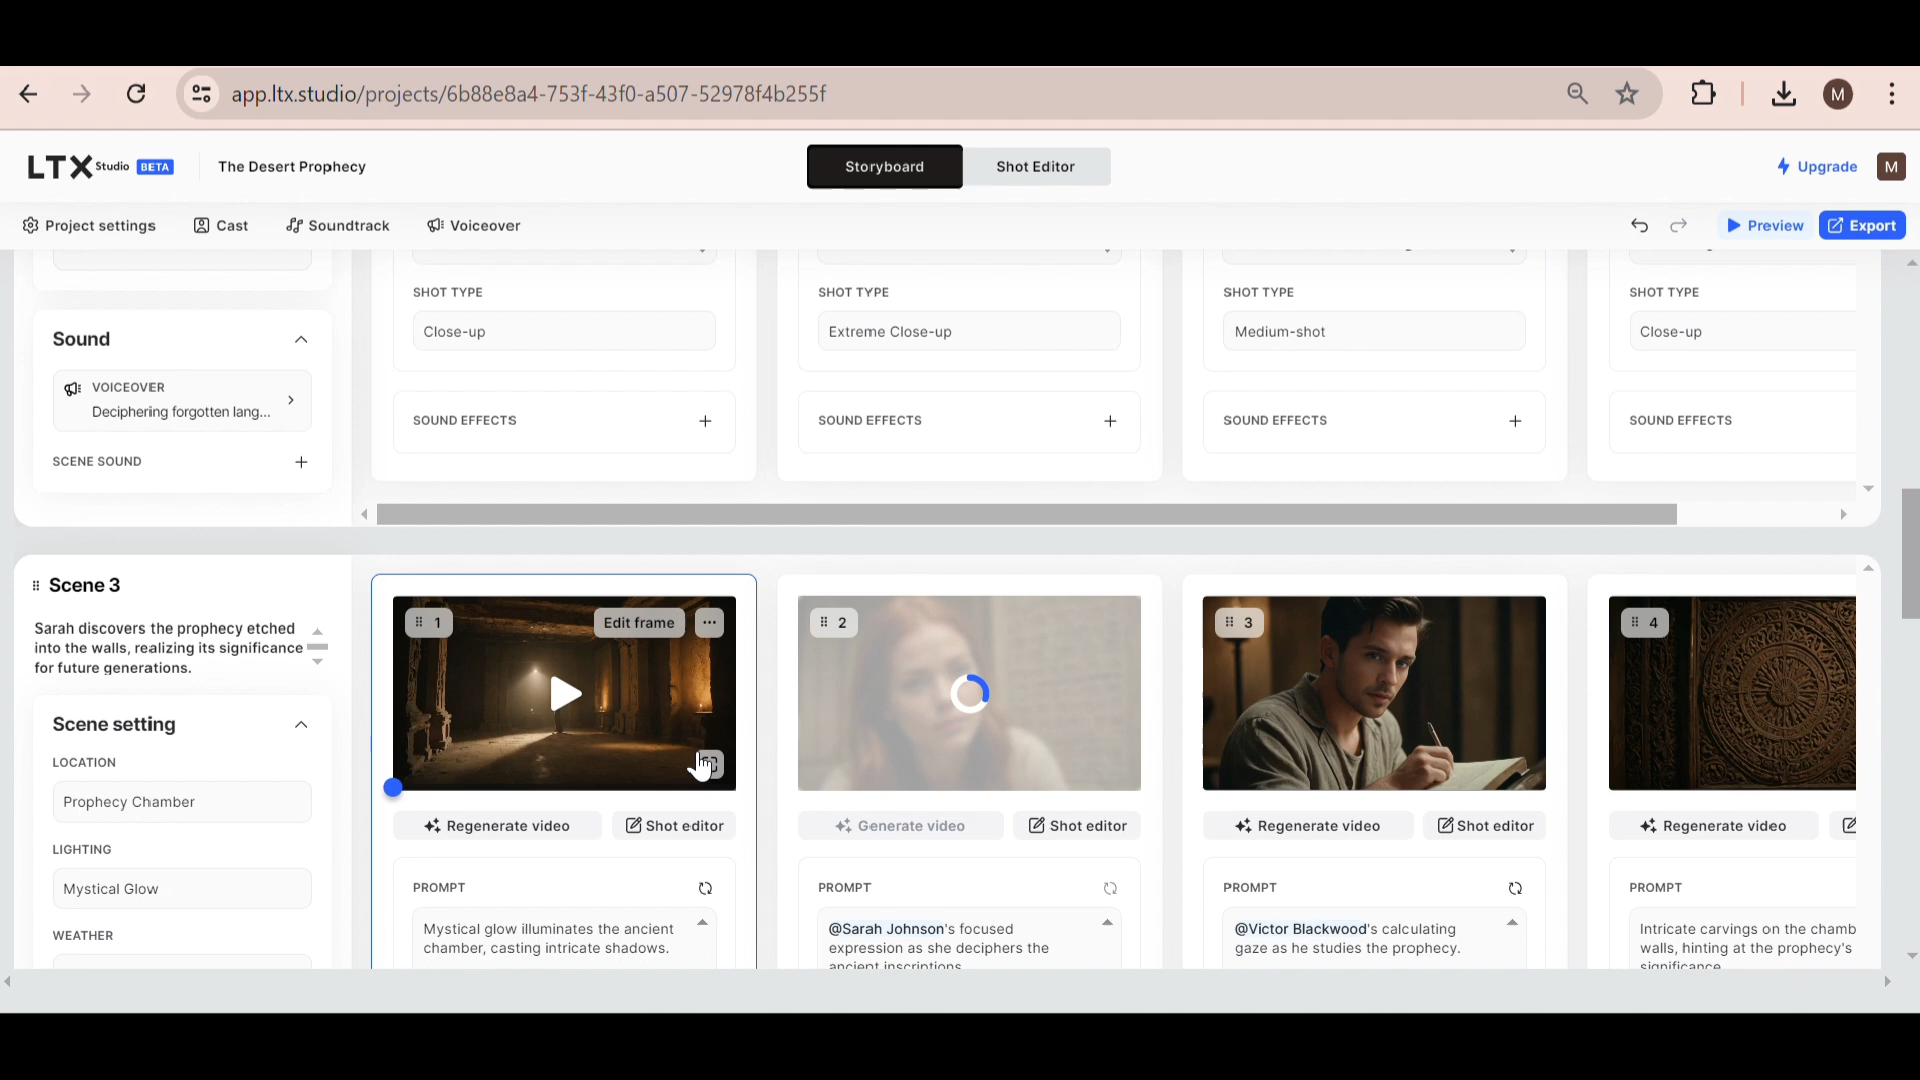 app.ltx.studio/projects/6b88e8a4-753f-43f0-a507-52978f4b255f
M
LTX Studio BETA
The Desert Prophecy
Storyboard
Shot Editor
Upgrade
M
Project settings
Cast
Soundtrack
Voiceover
Preview
Export
Sound
VOICEOVER
Deciphering forgotten lang...
SCENE SOUND
SHOT TYPE
Close-up
SOUND EFFECTS
SHOT TYPE
Extreme Close-up
SOUND EFFECTS
SHOT TYPE
Medium-shot
SOUND EFFECTS
SHOT TYPE
Close-up
SOUND EFFECTS
Scene 3
Sarah discovers the prophecy etched
into the walls, realizing its significance
for future generations.
Scene setting
LOCATION
Prophecy Chamber
LIGHTING
Mystical Glow
WEATHER
1
Edit frame
Regenerate video
Shot editor
PROMPT
Mystical glow illuminates the ancient
chamber, casting intricate shadows.
2
Generate video
Shot editor
PROMPT
@Sarah Johnson's focused
expression as she deciphers the
ancient inscriptions
3
Regenerate video
Shot editor
PROMPT
@Victor Blackwood's calculating
gaze as he studies the prophecy.
4
Regenerate video
PROMPT
Intricate carvings on the chamb
walls, hinting at the prophecy's
significance